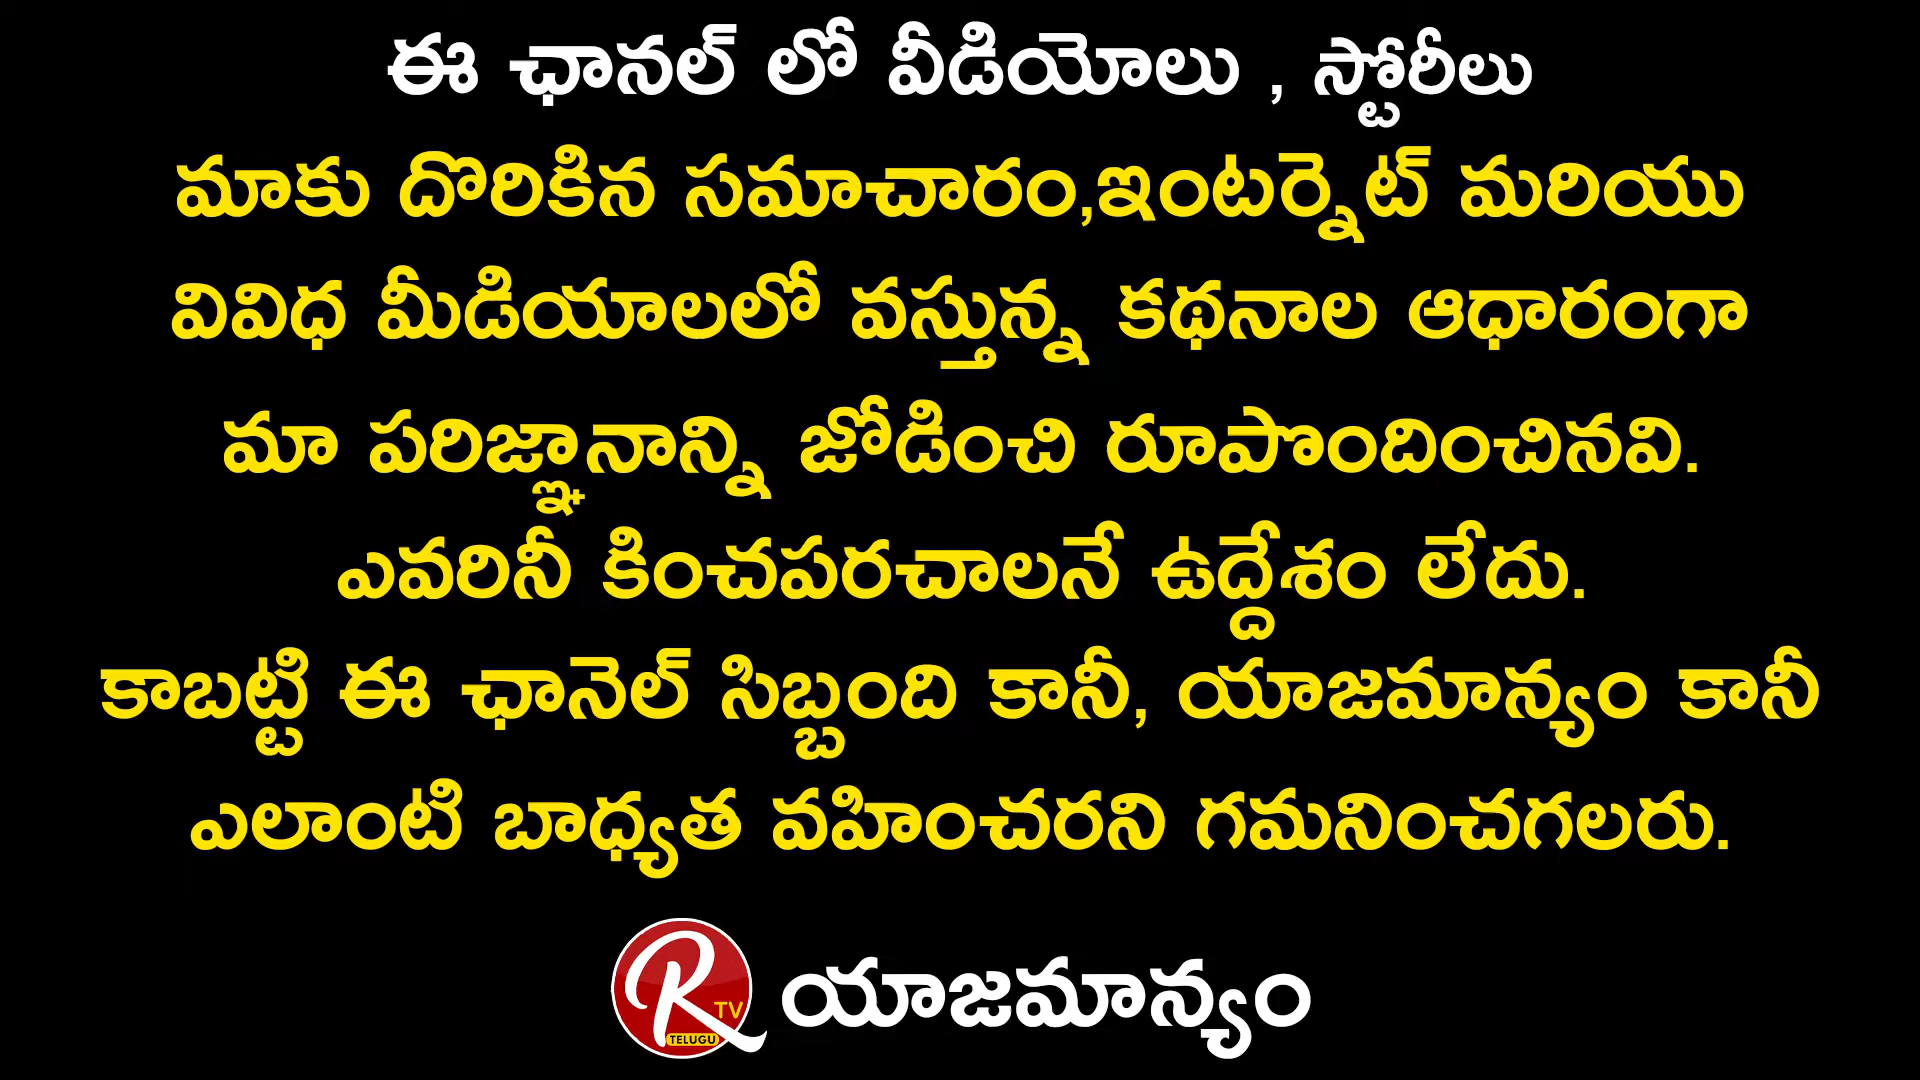 ఈ ఛానల్ లో వీడియోలు , స్టోరీలు
మాకు దొరికిన సమాచారం,ఇంటర్నెట్ మరియు
వివిధ మీడియాలలో వస్తున్న కథనాల ఆధారంగా
మా పరిజ్ఞానాన్ని జోడించి రూపొందించినవి.
ఎవరినీ కించపరచాలనే ఉద్దేశం లేదు.
కాబట్టి ఈ ఛానెల్ సిబ్బంది కానీ, యాజమాన్యం కానీ
ఎలాంటి బాధ్యత వహించరని గమనించగలరు.
R TV TELUGU యాజమాన్యం